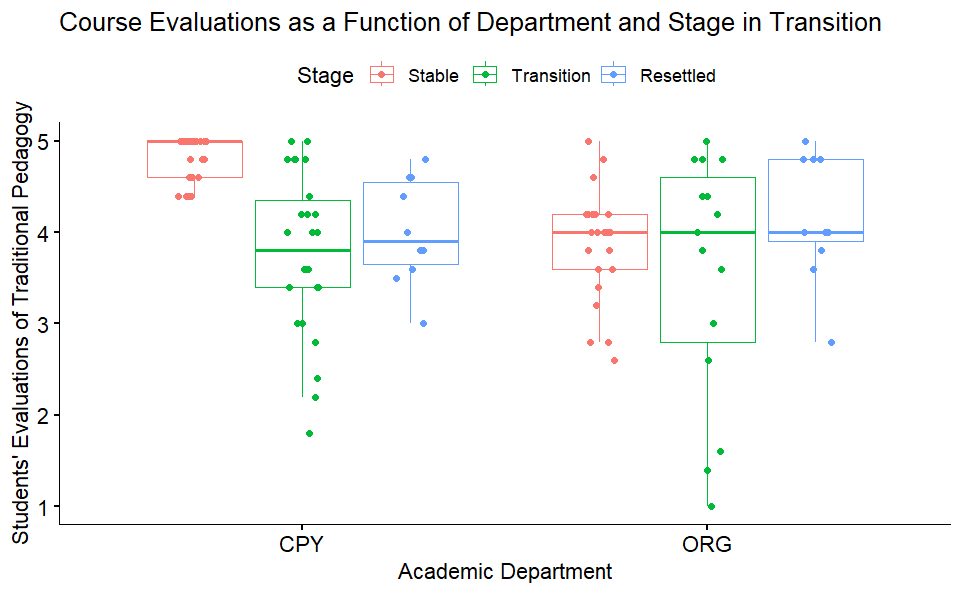 Course Evaluations as a Function of Department and Stage in Transition
Stage Stable Transition Resettled
Students' Evaluations of Traditional Pedagogy
5
4
3
2
1
CPY ORG
Academic Department